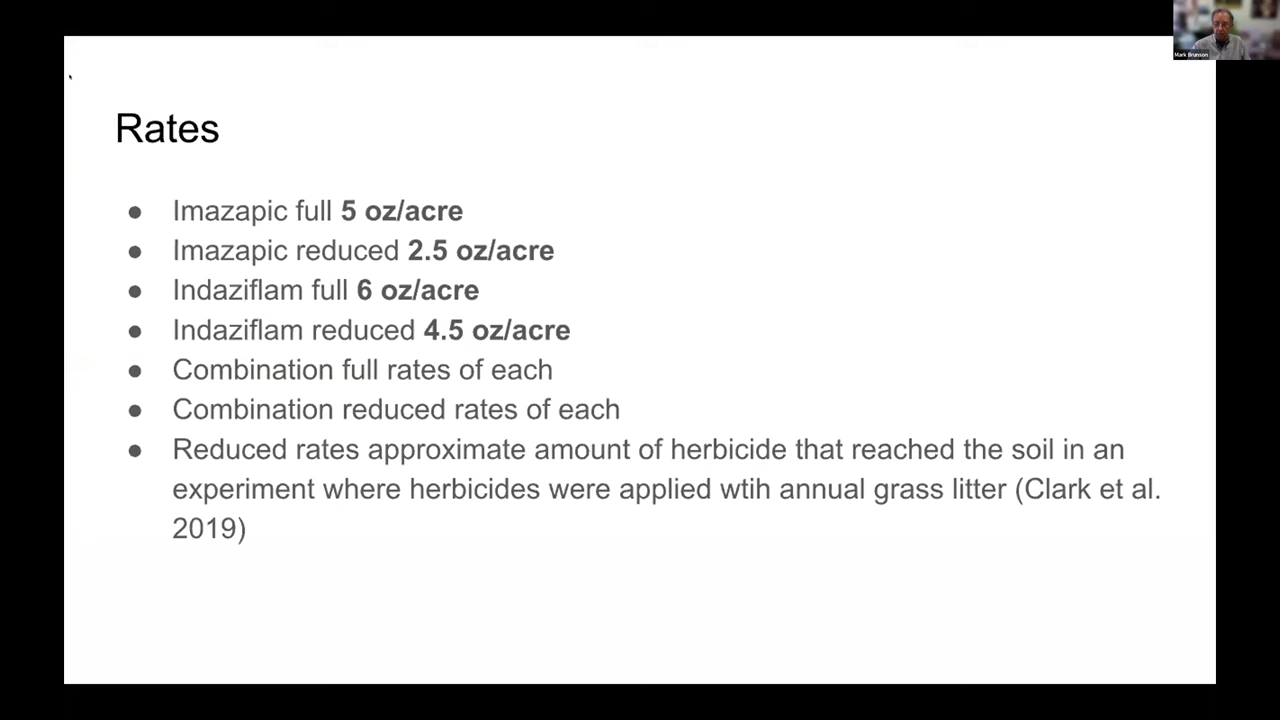 Mark Brunson
Rates
● Imazapic full 5 oz/acre
● Imazapic reduced 2.5 oz/acre
● Indaziflam full 6 oz/acre
● Indaziflam reduced 4.5 oz/acre
● Combination full rates of each
● Combination reduced rates of each
● Reduced rates approximate amount of herbicide that reached the soil in an
experiment where herbicides were applied wtih annual grass litter (Clark et al.
2019)